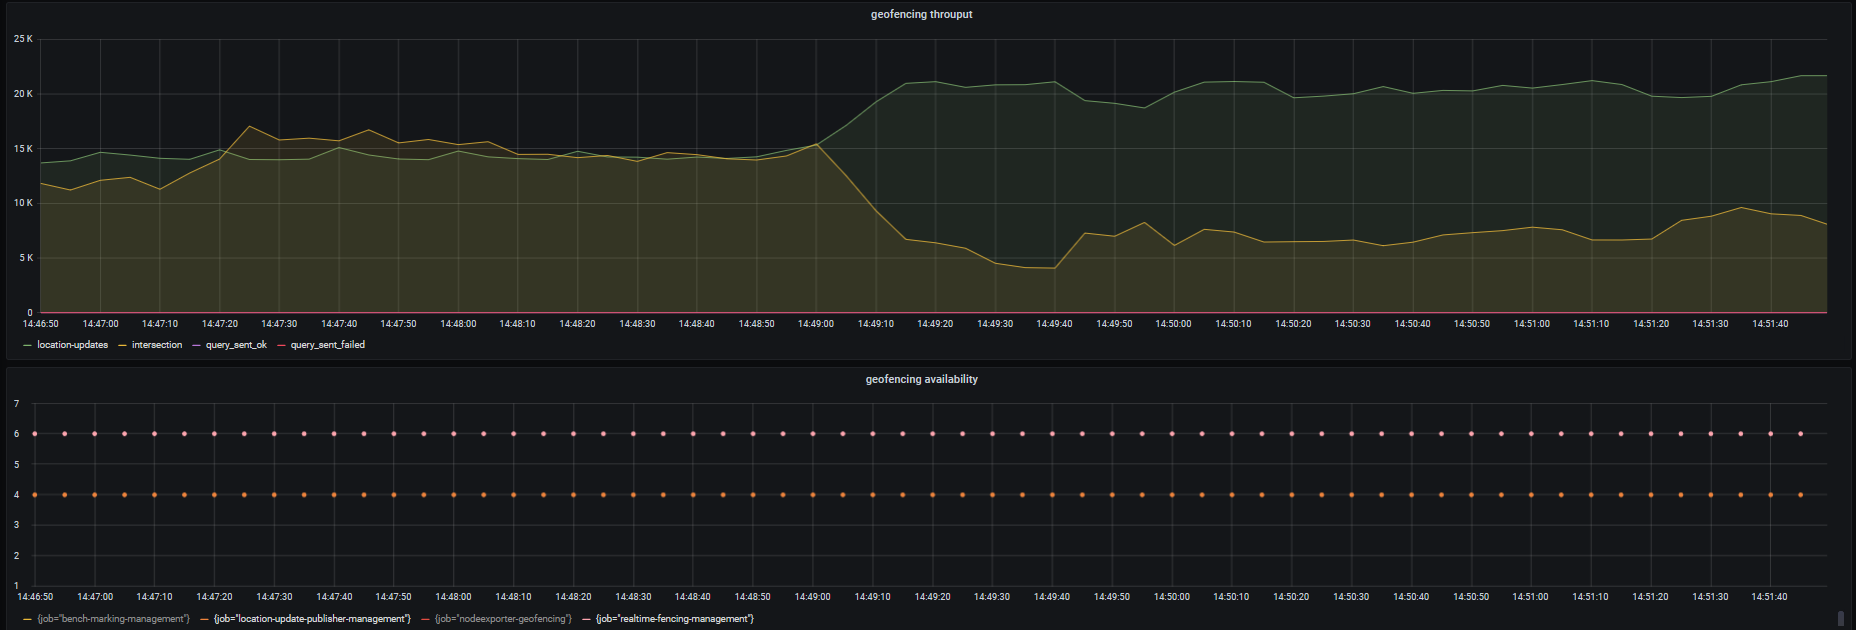 geofencing throuput
25 K
20 K
15 K
10 K
5 K
0
14:46:50 14:47:00 14:47:10 14:47:20 14:47:30 14:47:40 14:47:50 14:48:00 14:48:10 14:48:20 14:48:30 14:48:40 14:48:50 14:49:00 14:49:10 14:49:20 14:49:30 14:49:40 14:49:50 14:50:00 14:50:10 14:50:20 14:50:30 14:50:40 14:50:50 14:51:00 14:51:10 14:51:20 14:51:30 14:51:40
location-updates intersection query_sent_ok query_sent_failed
geofencing availability
7
6
5
4
3
2
1
14:46:50 14:47:00 14:47:10 14:47:20 14:47:30 14:47:40 14:47:50 14:48:00 14:48:10 14:48:20 14:48:30 14:48:40 14:48:50 14:49:00 14:49:10 14:49:20 14:49:30 14:49:40 14:49:50 14:50:00 14:50:10 14:50:20 14:50:30 14:50:40 14:50:50 14:51:00 14:51:10 14:51:20 14:51:30 14:51:40
{job="bench-marking-management"} {job="location-update-publisher-management"} {job="nodeexporter-geofencing"} {job="realtime-fencing-management"}